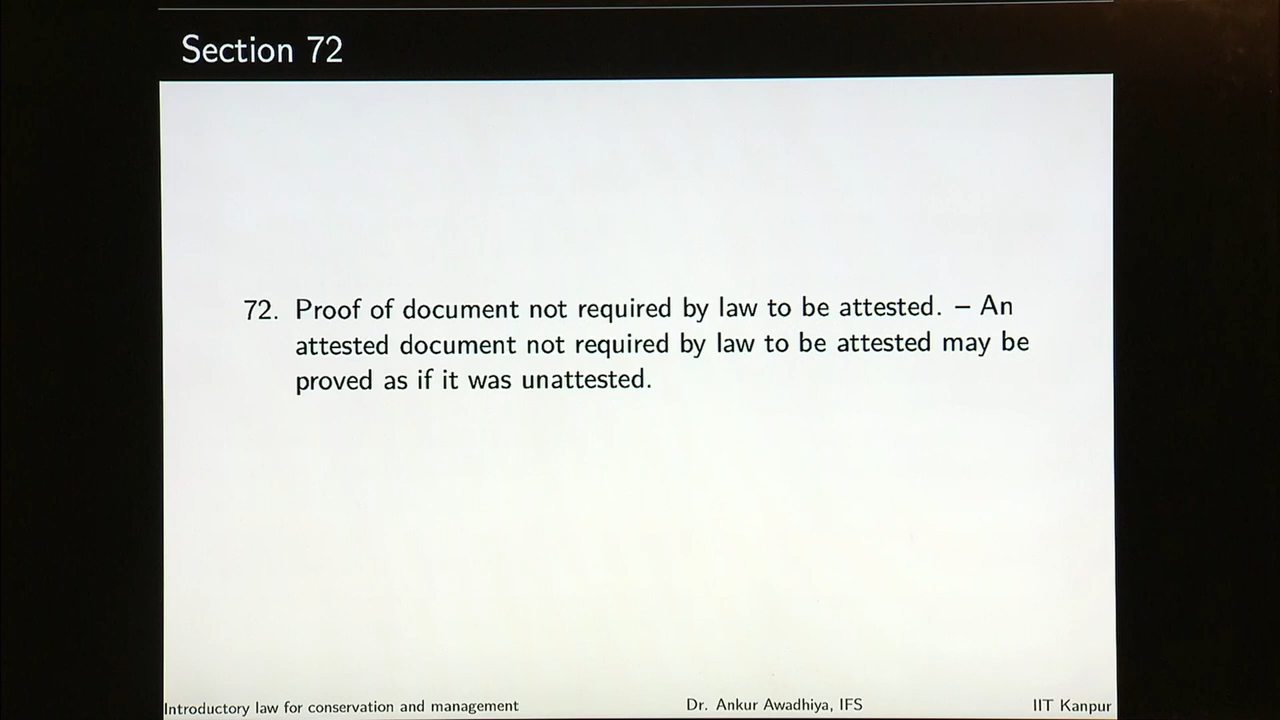 Section 72
72. Proof of document not required by law to be attested. – An
attested document not required by law to be attested may be
proved as if it was unattested.
Introductory law for conservation and management Dr. Ankur Awadhiya, IFS IIT Kanpur